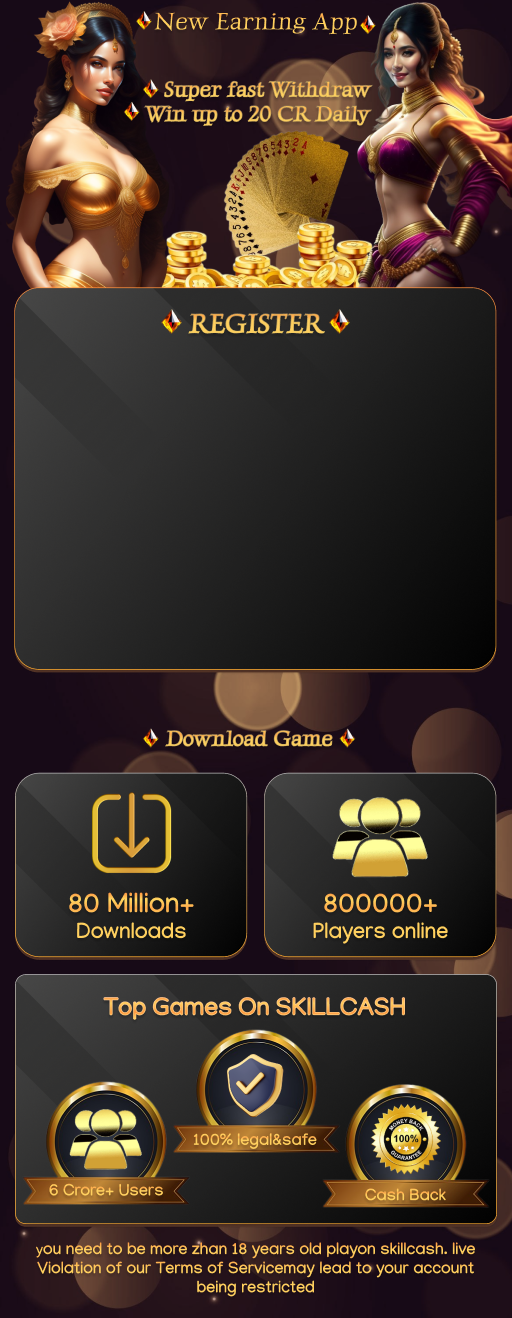 New Earning App
Super fast Withdraw
Win up to 20 CR Daily
REGISTER
Download Game
80 Million+
Downloads
800000+
Players online
Top Games On SKILLCASH
100% legal&safe
MONEY BACK
100%
GUARANTEE
6 Crore+ Users
Cash Back
you need to be more zhan 18 years old playon skillcash. live
Violation of our Terms of Servicemay lead to your account
being restricted